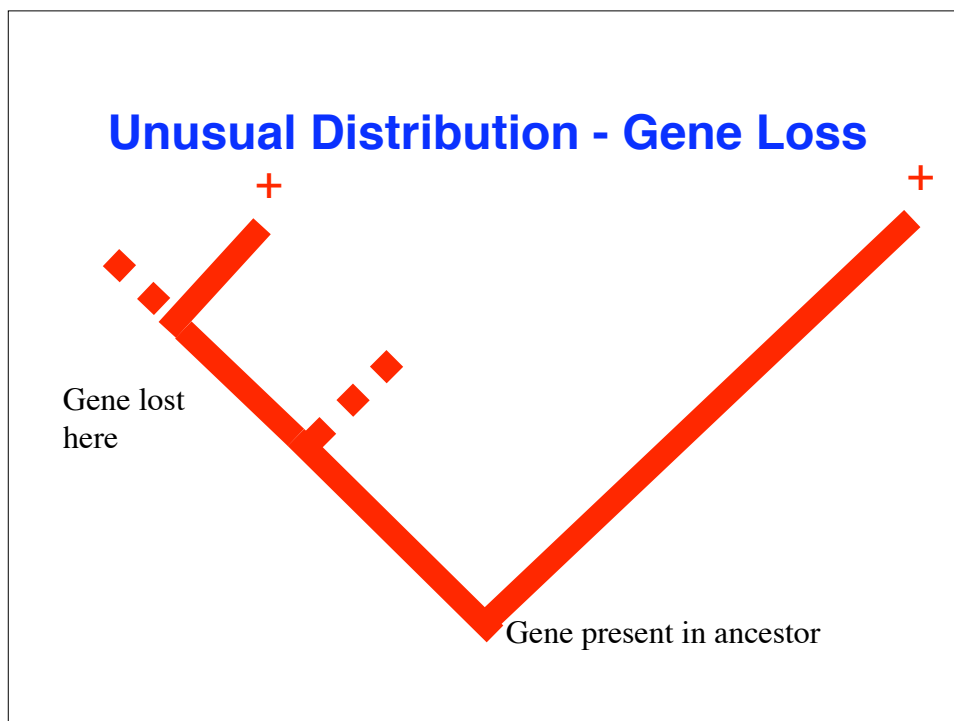 Unusual Distribution - Gene Loss
+ +
Gene lost
here
Gene present in ancestor